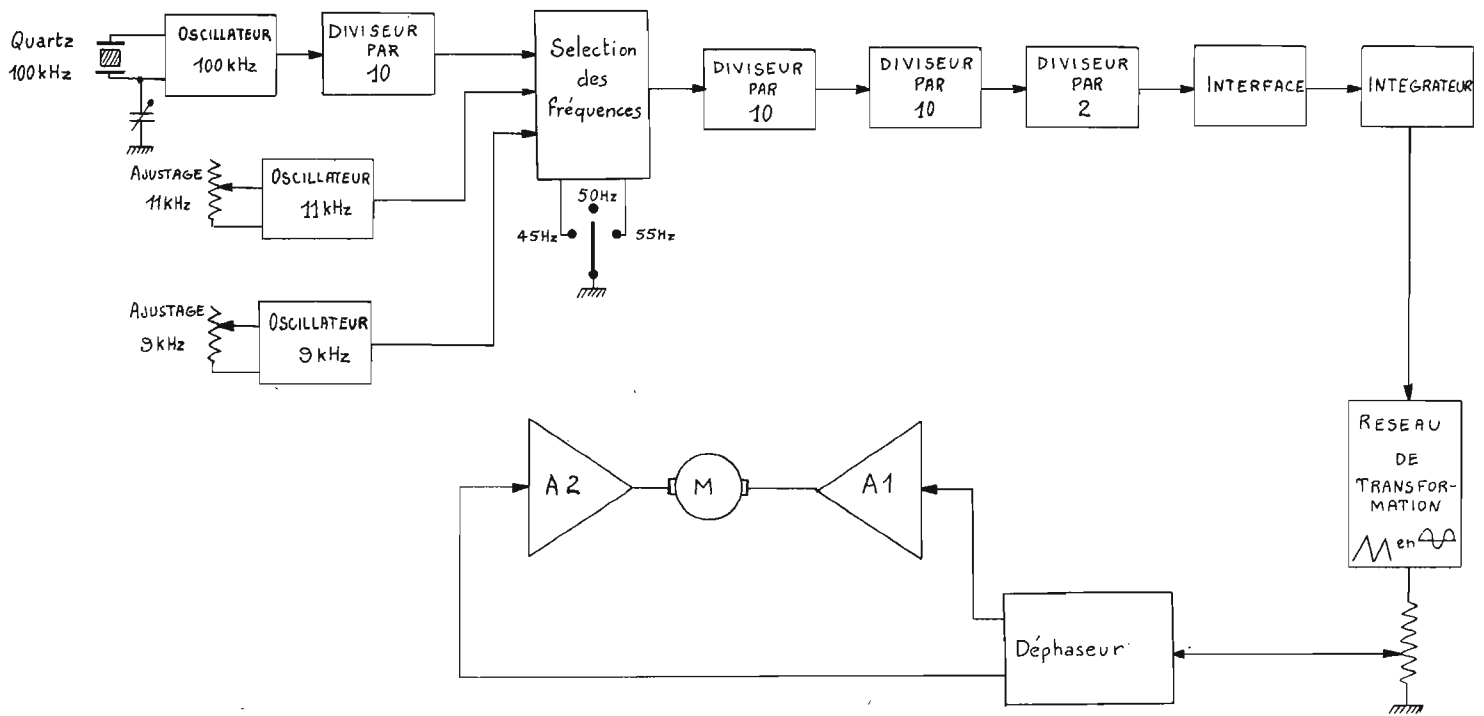 Quartz
100kHz
OSCILLATEUR
100kHz
DIVISEUR
PAR
10
Selection
des
Fréquences
DIVISEUR
PAR
10
DIVISEUR
PAR
10
DIVISEUR
PAR
2
INTERFACE
INTEGRATEUR
AJUSTAGE
11kHz
OSCILLATEUR
11kHz
50Hz
45Hz
55Hz
AJUSTAGE
9kHz
OSCILLATEUR
9kHz
RESEAU
DE
TRANSFOR-
MATION
en
A2
M
A1
Déphaseur